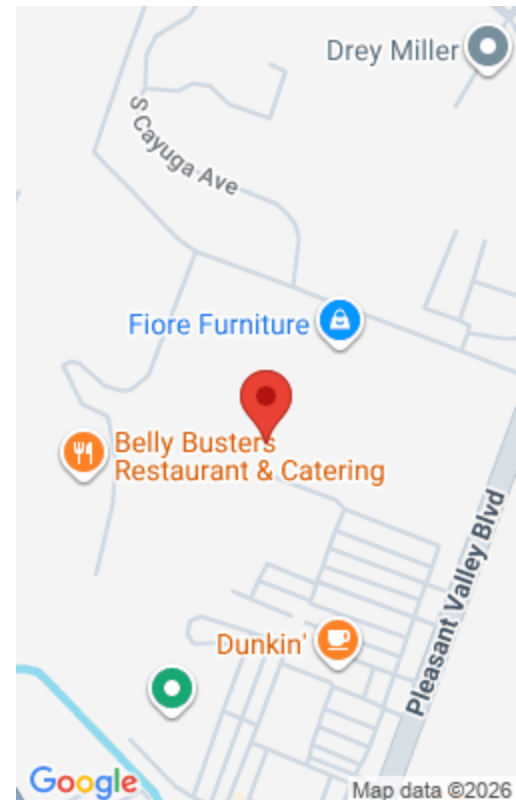 Drey Miller
S Cayuga Ave
Fiore Furniture
Belly Busters
Restaurant & Catering
Pleasant Valley Blvd
Dunkin'
Google
Map data ©2026